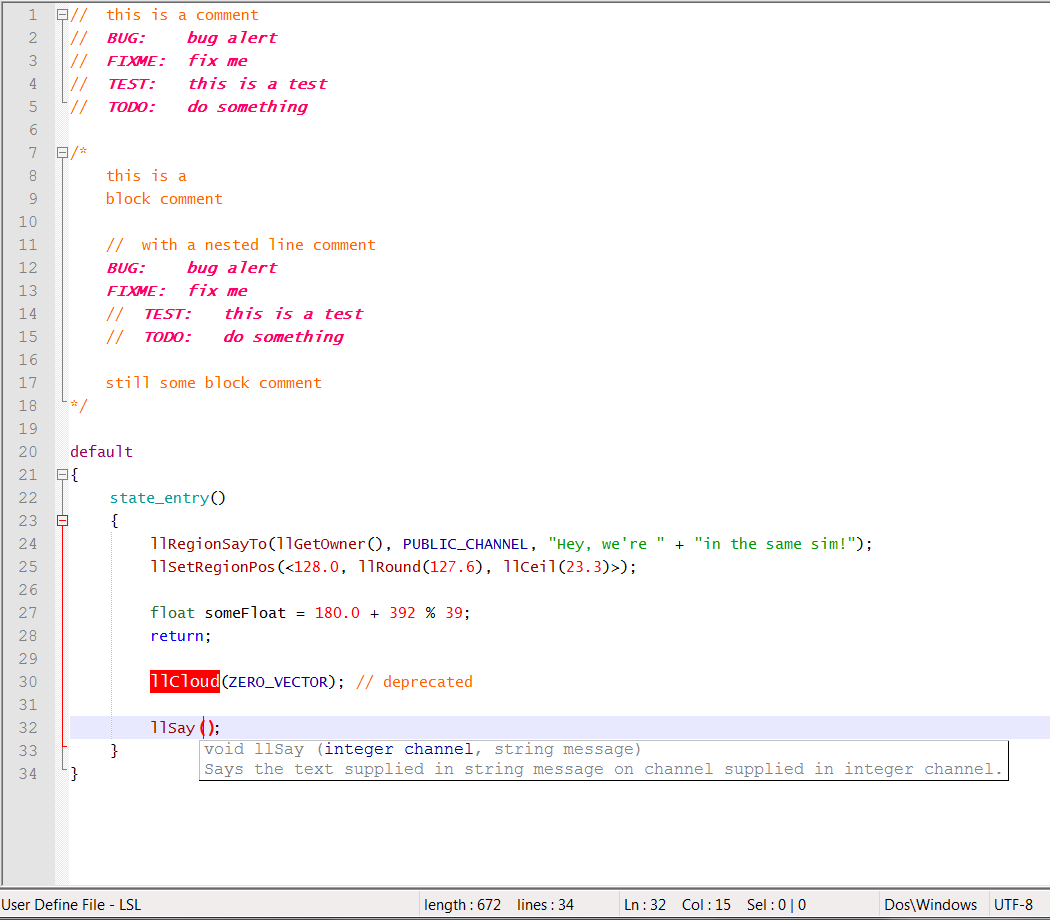 1 // this is a comment
2 // BUG: bug alert
3 // FIXME: fix me
4 // TEST: this is a test
5 // TODO: do something
6
7 /*
8 this is a
9 block comment
10
11 // with a nested line comment
12 BUG: bug alert
13 FIXME: fix me
14 // TEST: this is a test
15 // TODO: do something
16
17 still some block comment
18 */
19
20 default
21 {
22 state_entry()
23 {
24 llRegionSayTo(llGetOwner(), PUBLIC_CHANNEL, "Hey, we're " + "in the same sim!");
25 llSetRegionPos(<128.0, llRound(127.6), llCeil(23.3)>);
26
27 float someFloat = 180.0 + 392 % 39;
28 return;
29
30 llCloud(ZERO_VECTOR); // deprecated
31
32 llSay();
33 }
void llSay (integer channel, string message)
34 }
Says the text supplied in string message on channel supplied in integer channel.
User Define File - LSL length : 672 lines : 34 Ln : 32 Col : 15 Sel : 0 | 0 Dos\Windows UTF-8